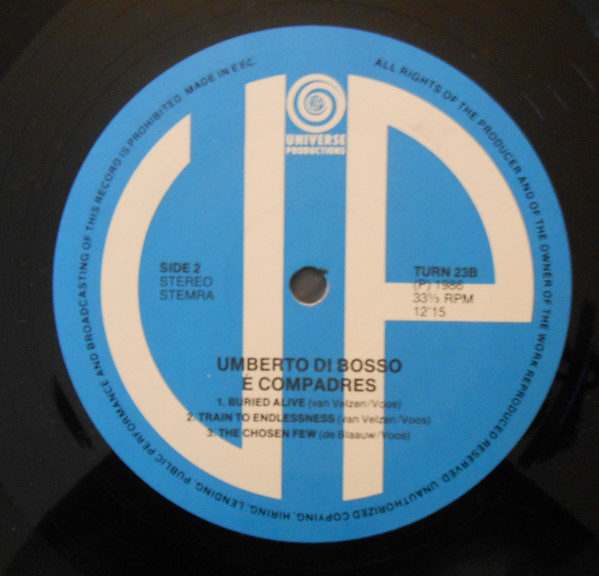 UNIVERSE
PRODUCTIONS
SIDE 2
STEREO
STEMRA
TURN 23B
(P) 1986
33⅓ RPM
12"15
UMBERTO DI BOSSO
É COMPADRES
1. BURIED ALIVE (van Velzen/Voos)
2. TRAIN TO ENDLESSNESS (van Velzen/Voos)
3. THE CHOSEN FEW (de Blaauw/Voos)
ALL RIGHTS OF THE PRODUCER AND OF THE OWNER OF THE WORK REPRODUCED RESERVED. UNAUTHORIZED COPYING, HIRING, LENDING, PUBLIC PERFORMANCE AND BROADCASTING OF THIS RECORD IS PROHIBITED. MADE IN EEC.